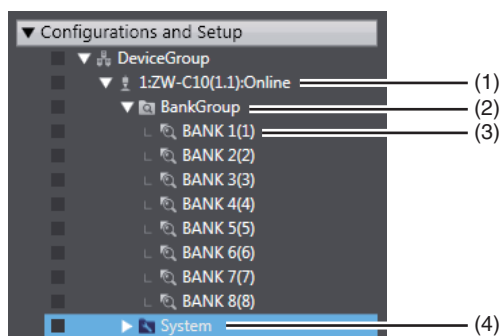 Configurations and Setup
DeviceGroup
1:ZW-C10(1.1):Online (1)
BankGroup (2)
BANK 1(1) (3)
BANK 2(2)
BANK 3(3)
BANK 4(4)
BANK 5(5)
BANK 6(6)
BANK 7(7)
BANK 8(8)
System (4)